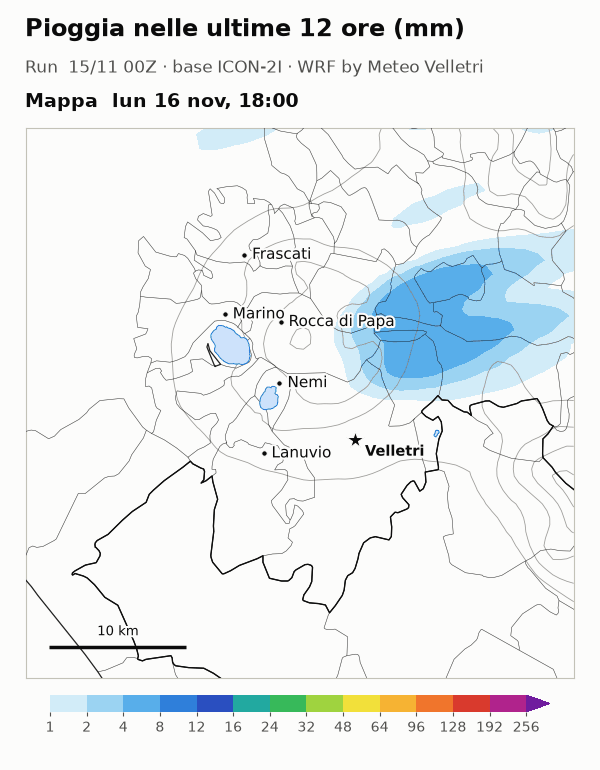 Pioggia nelle ultime 12 ore (mm)
Run  15/11 00Z · base ICON-2I · WRF by Meteo Velletri
Mappa  lun 16 nov, 18:00
Frascati
Marino
Rocca di Papa
Nemi
Velletri
Lanuvio
10 km
1 2 4 8 12 16 24 32 48 64 96 128 192 256